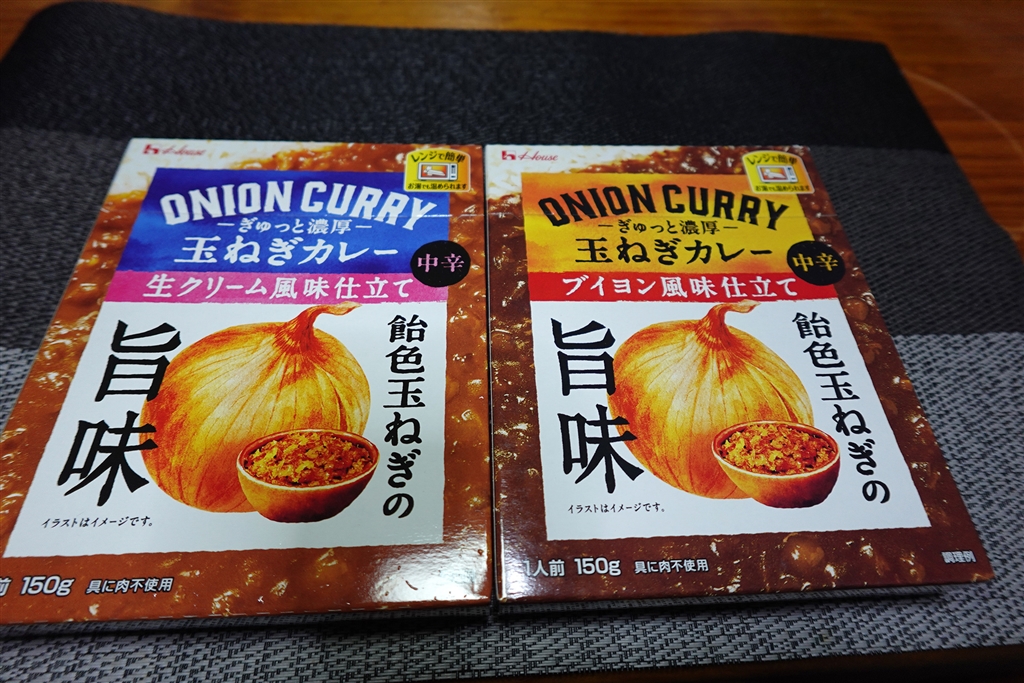 House
レンジで簡単
お湯でも温められます
ONION CURRY
ぎゅっと濃厚
玉ねぎカレー
中辛
生クリーム風味仕立て
飴色玉ねぎの
旨味
イラストはイメージです。
前 150g 具に肉不使用
House
レンジで簡単
お湯でも温められます
ONION CURRY
ぎゅっと濃厚
玉ねぎカレー
中辛
ブイヨン風味仕立て
飴色玉ねぎの
旨味
イラストはイメージです。
1人前 150g 具に肉不使用
調理例